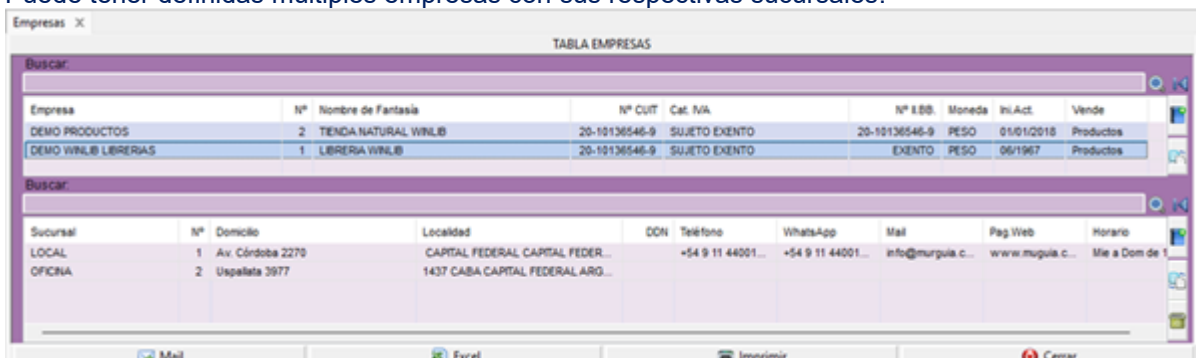 Puede tener definidas múltiples empresas con sus respectivas sucursales.
Empresas X
TABLA EMPRESAS
Buscar:
Empresa Nº Nombre de Fantasía Nº CUIT Cat. IVA Nº II.BB. Moneda Ini.Act. Vende
DEMO PRODUCTOS 2 TIENDA NATURAL WINLIB 20-10136546-9 SUJETO EXENTO 20-10136546-9 PESO 01/01/2018 Productos
DEMO WINLIB LIBRERIAS 1 LIBRERIA WINLIB 20-10136546-9 SUJETO EXENTO EXENTO PESO 06/1967 Productos
Buscar:
Sucursal Nº Domicilio Localidad DDN Teléfono WhatsApp Mail Pag.Web Horario
LOCAL 1 Av. Córdoba 2270 CAPITAL FEDERAL CAPITAL FEDER... +54 9 11 44001... +54 9 11 44001... info@murguia.c... www.muguia.c... Mie a Dom de 1
OFICINA 2 Uspallata 3977 1437 CABA CAPITAL FEDERAL ARG...
Mail Excel Imprimir Cerrar